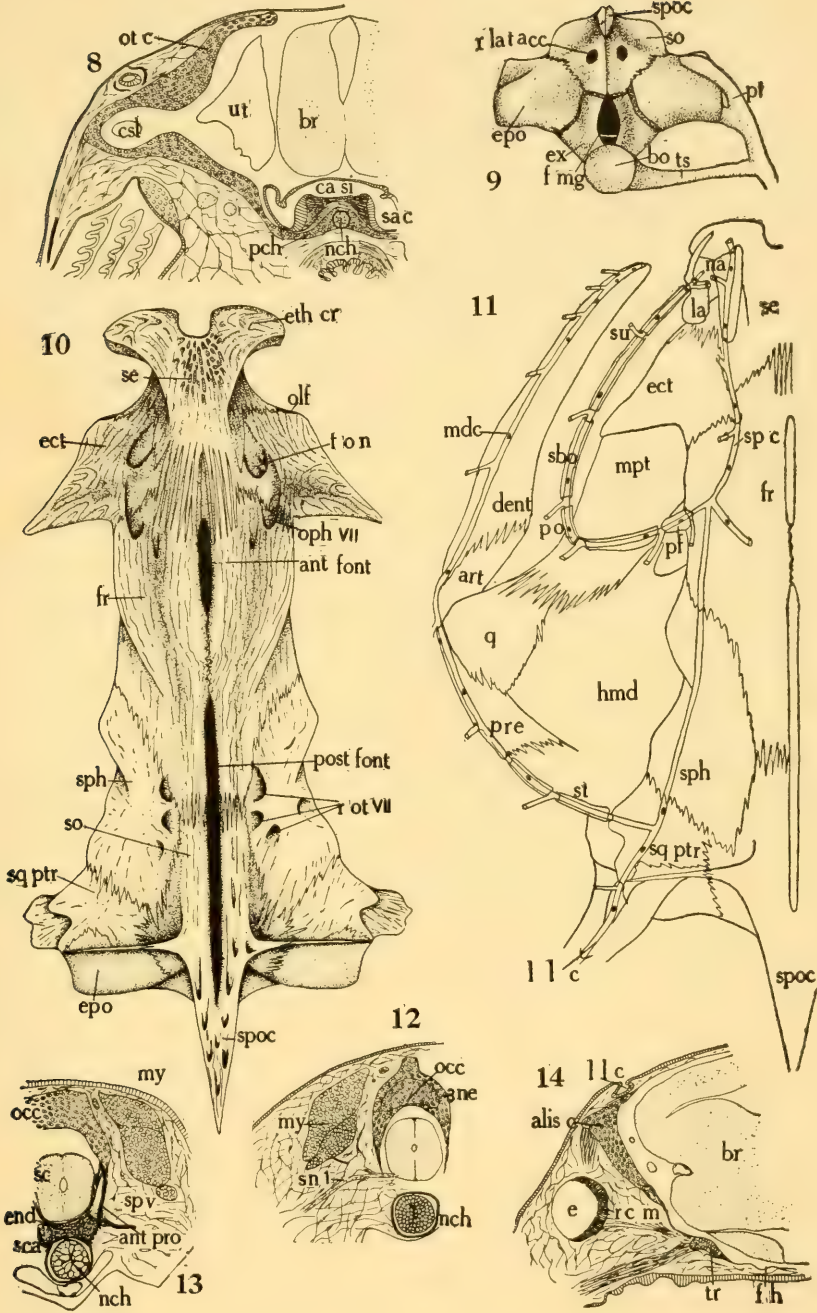 8
ot c
csl
ut
br
ca si
sac
pch
nch
9
spoc
r lat acc
so
pt
epo
ex
f mg
bo
ts
10
eth cr
se
olf
ect
f o n
oph VII
ant font
fr
post font
sph
r ot VII
so
sq ptr
epo
spoc
11
na
la
se
su
ect
mdc
sp c
sbo
mpt
fr
dent
po
pf
art
q
hmd
pre
sph
st
sq ptr
l l c
spoc
12
occ
ane
my
sn 1
nch
my
occ
sc
sp v
end
ant pro
sca
nch
13
14
l l c
alis c
br
e
r c m
tr
f h